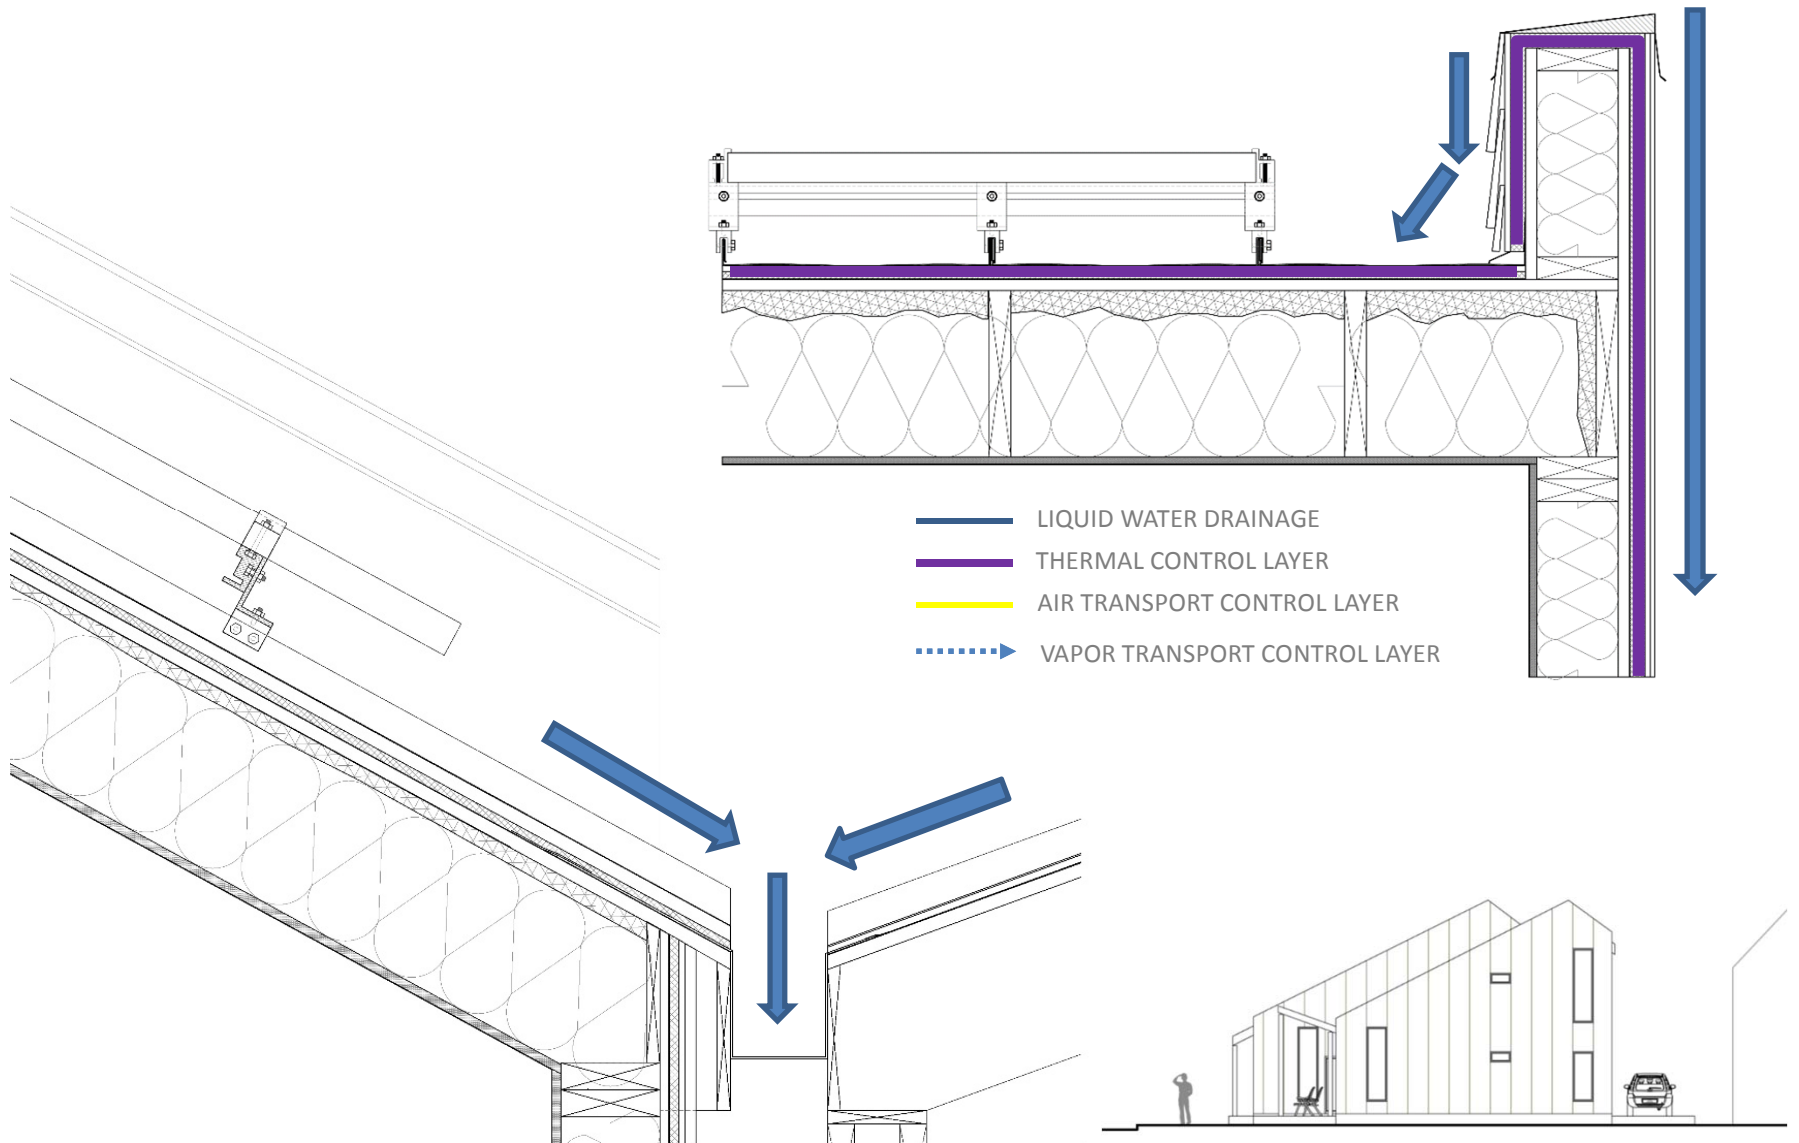 LIQUID WATER DRAINAGE
THERMAL CONTROL LAYER
AIR TRANSPORT CONTROL LAYER
VAPOR TRANSPORT CONTROL LAYER